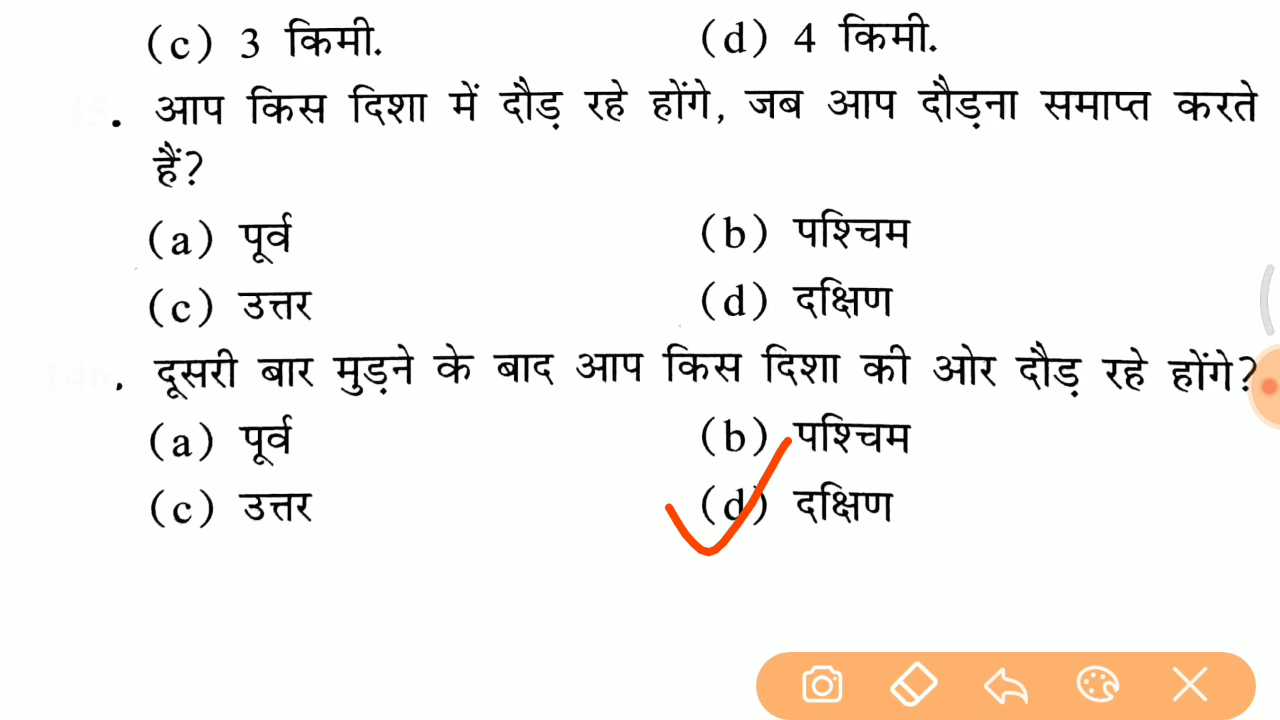 (c) 3 किमी. (d) 4 किमी.
. आप किस दिशा में दौड़ रहे होंगे, जब आप दौड़ना समाप्त करते
हैं?
(a) पूर्व (b) पश्चिम
(c) उत्तर (d) दक्षिण
. दूसरी बार मुड़ने के बाद आप किस दिशा की ओर दौड़ रहे होंगे?
(a) पूर्व (b) पश्चिम
(c) उत्तर (d) दक्षिण